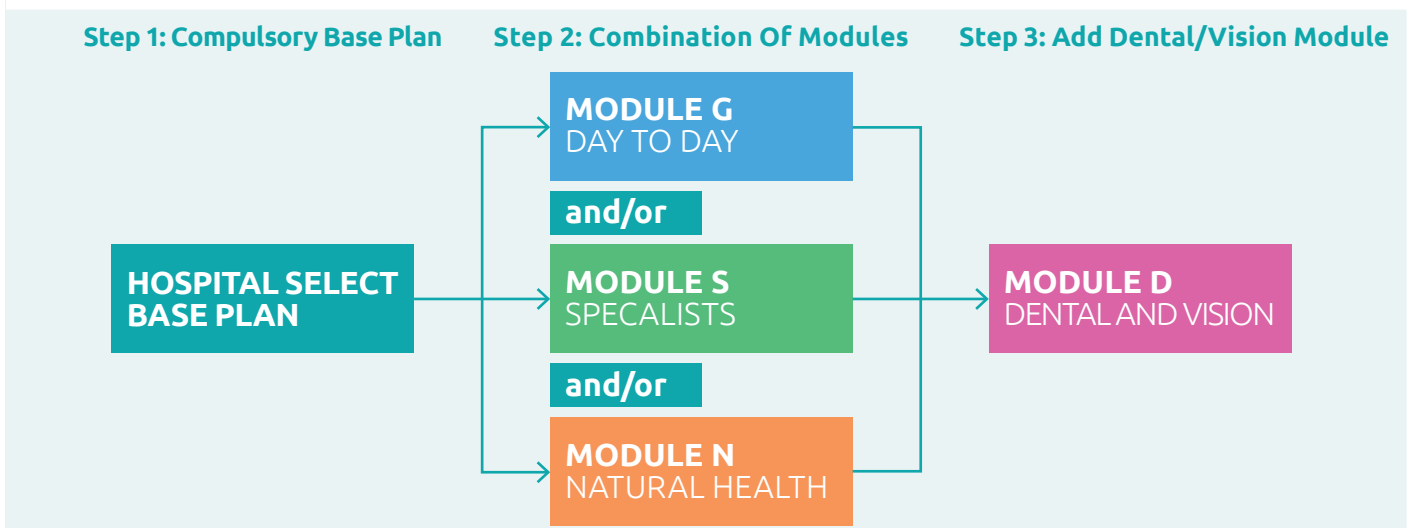 Step 1: Compulsory Base Plan
Step 2: Combination Of Modules
Step 3: Add Dental/Vision Module
HOSPITAL SELECT
BASE PLAN
MODULE G
DAY TO DAY
and/or
MODULE S
SPECALISTS
and/or
MODULE N
NATURAL HEALTH
MODULE D
DENTAL AND VISION